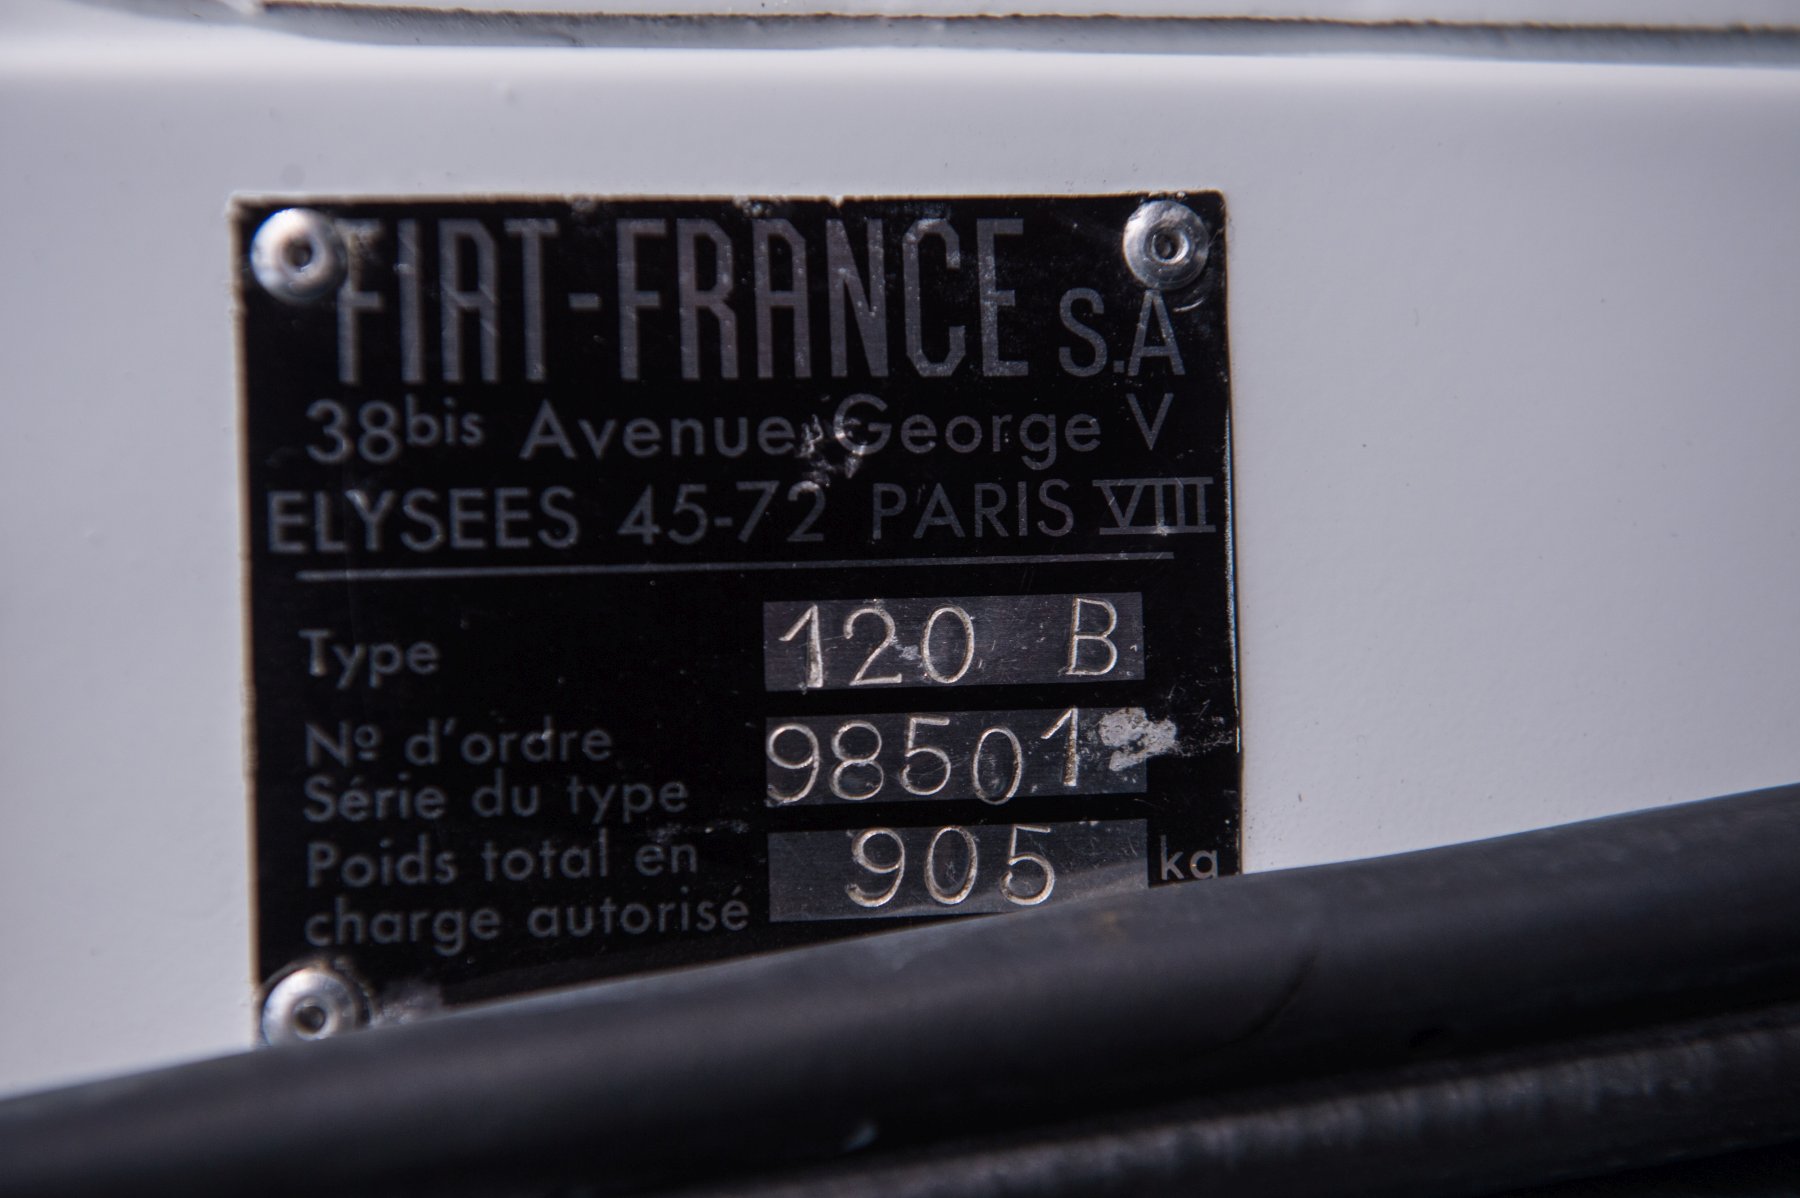 FIAT-FRANCE S.A
38bis Avenue George V
ELYSEES 45-72 PARIS VIII
Type 120 B
Nº d'ordre
Série du type 98501
Poids total en
charge autorisé 905 kg